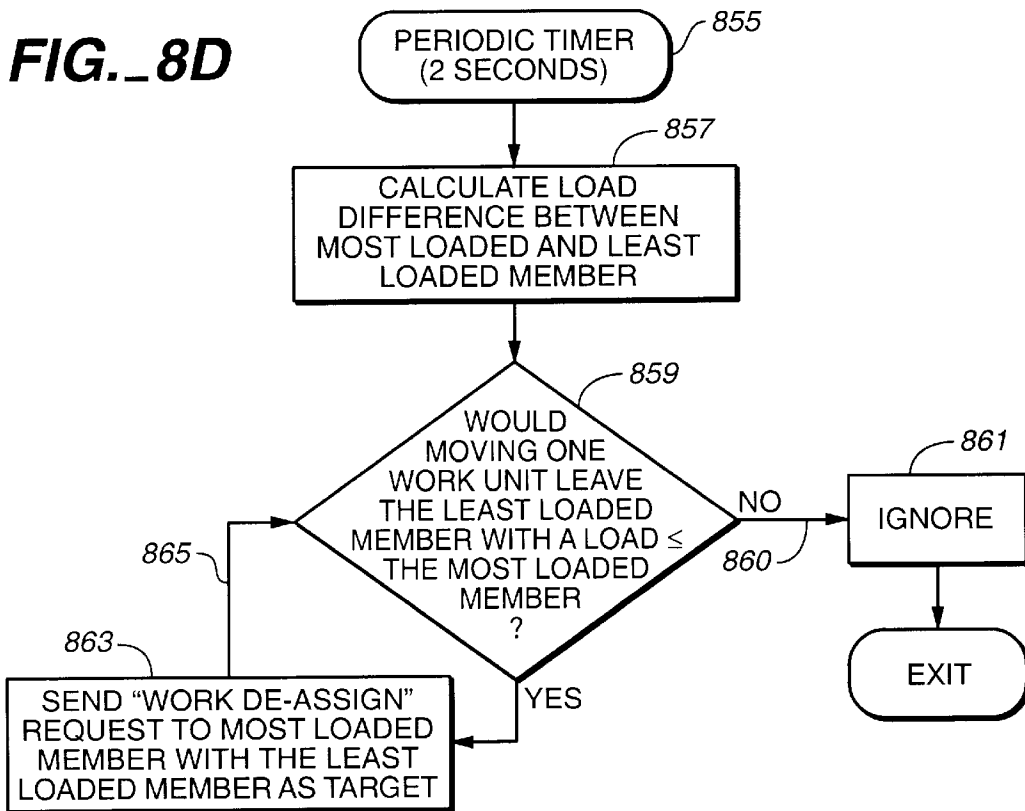 FIG._8D
PERIODIC TIMER
(2 SECONDS)
855
857
CALCULATE LOAD
DIFFERENCE BETWEEN
MOST LOADED AND LEAST
LOADED MEMBER
859
WOULD
MOVING ONE
WORK UNIT LEAVE
THE LEAST LOADED
MEMBER WITH A LOAD ≤
THE MOST LOADED
MEMBER
?
NO
860
861
IGNORE
EXIT
YES
865
863
SEND “WORK DE-ASSIGN”
REQUEST TO MOST LOADED
MEMBER WITH THE LEAST
LOADED MEMBER AS TARGET